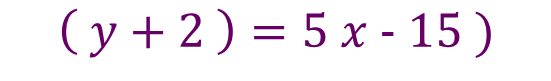 ( y + 2 ) = 5 x - 15 )